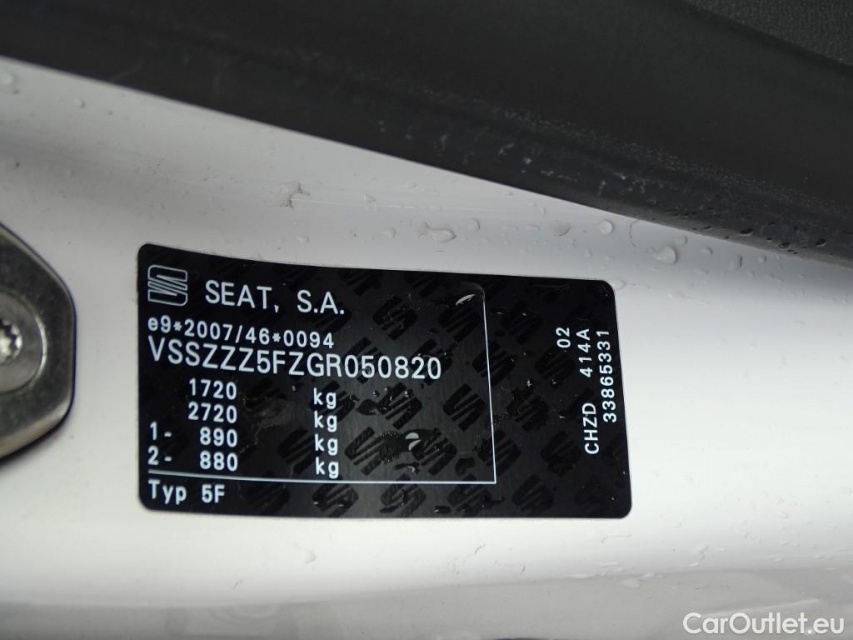 SEAT, S.A.
e9*2007/46*0094
VSSZZZ5FZGR050820
1720 kg
2720 kg
1- 890 kg
2- 880 kg
Typ 5F
02
CHZD 414A
33865331
CarOutlet.eu